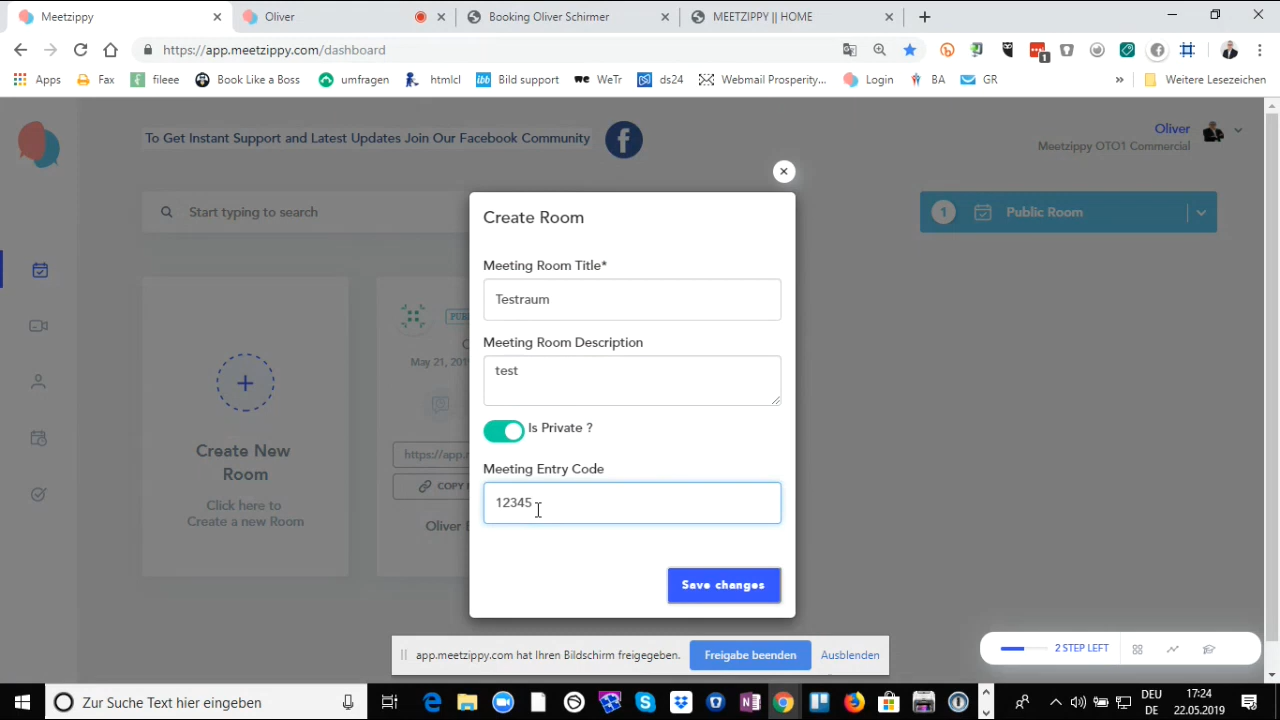 Meetzippy
Oliver
Booking Oliver Schirmer
MEETZIPPY || HOME
https://app.meetzippy.com/dashboard
1
Apps
Fax
fileee
Book Like a Boss
umfragen
htmlcl
Bild support
WeTr
ds24
Webmail Prosperity...
Login
BA
GR
»
Weitere Lesezeichen
To Get Instant Support and Latest Updates Join Our Facebook Community
Oliver
Meetzippy OTO1 Commercial
Start typing to search
1
Public Room
Create Room
Meeting Room Title*
Testraum
Meeting Room Description
test
Is Private ?
Meeting Entry Code
12345
Save changes
Create New
Room
Click here to
Create a new Room
May 21, 201
https://app.
COPY
Oliver
app.meetzippy.com hat Ihren Bildschirm freigegeben.
Freigabe beenden
Ausblenden
2 STEP LEFT
Zur Suche Text hier eingeben
DEU
DE
17:24
22.05.2019